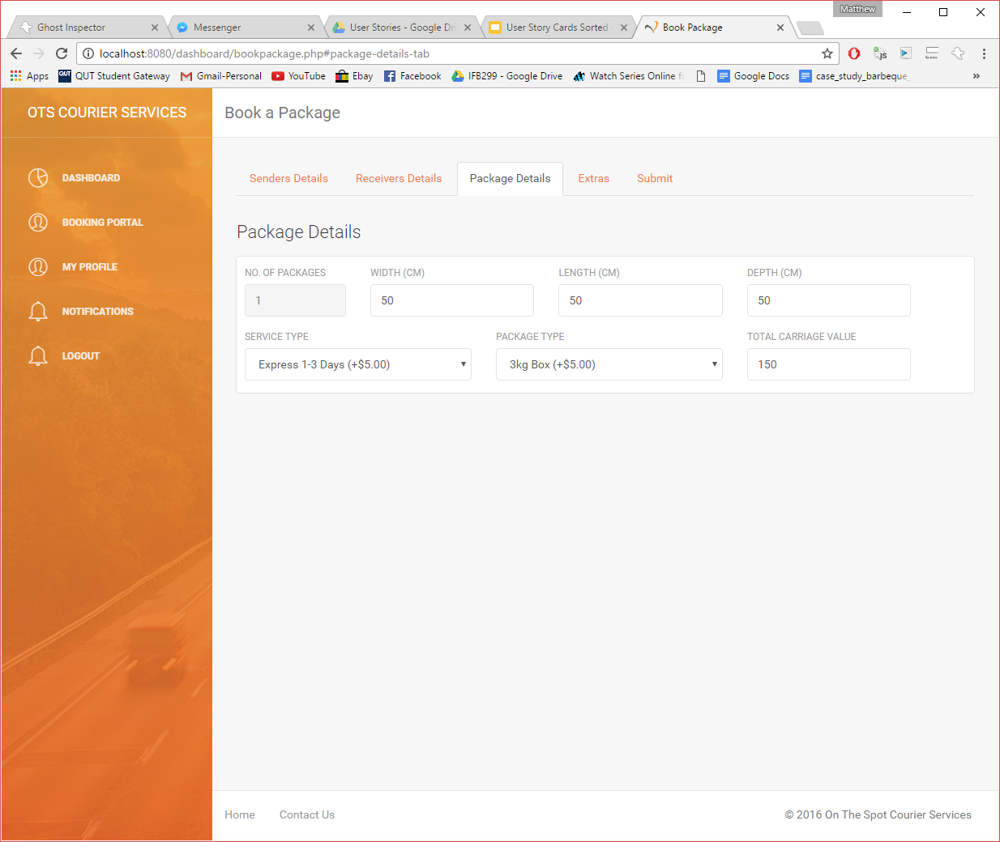 Matthew
Ghost Inspector
Messenger
User Stories - Google Dr
User Story Cards Sorted -
Book Package
localhost:8080/dashboard/bookpackage.php#package-details-tab
Apps
QUT
QUT Student Gateway
Gmail-Personal
YouTube
Ebay
Facebook
IFB299 - Google Drive
Watch Series Online f
Google Docs
case_study_barbeque_
»
OTS COURIER SERVICES
Book a Package
DASHBOARD
BOOKING PORTAL
MY PROFILE
NOTIFICATIONS
LOGOUT
Senders Details
Receivers Details
Package Details
Extras
Submit
Package Details
NO. OF PACKAGES
WIDTH (CM)
LENGTH (CM)
DEPTH (CM)
1
50
50
50
SERVICE TYPE
PACKAGE TYPE
TOTAL CARRIAGE VALUE
Express 1-3 Days (+$5.00)
3kg Box (+$5.00)
150
Home
Contact Us
© 2016 On The Spot Courier Services